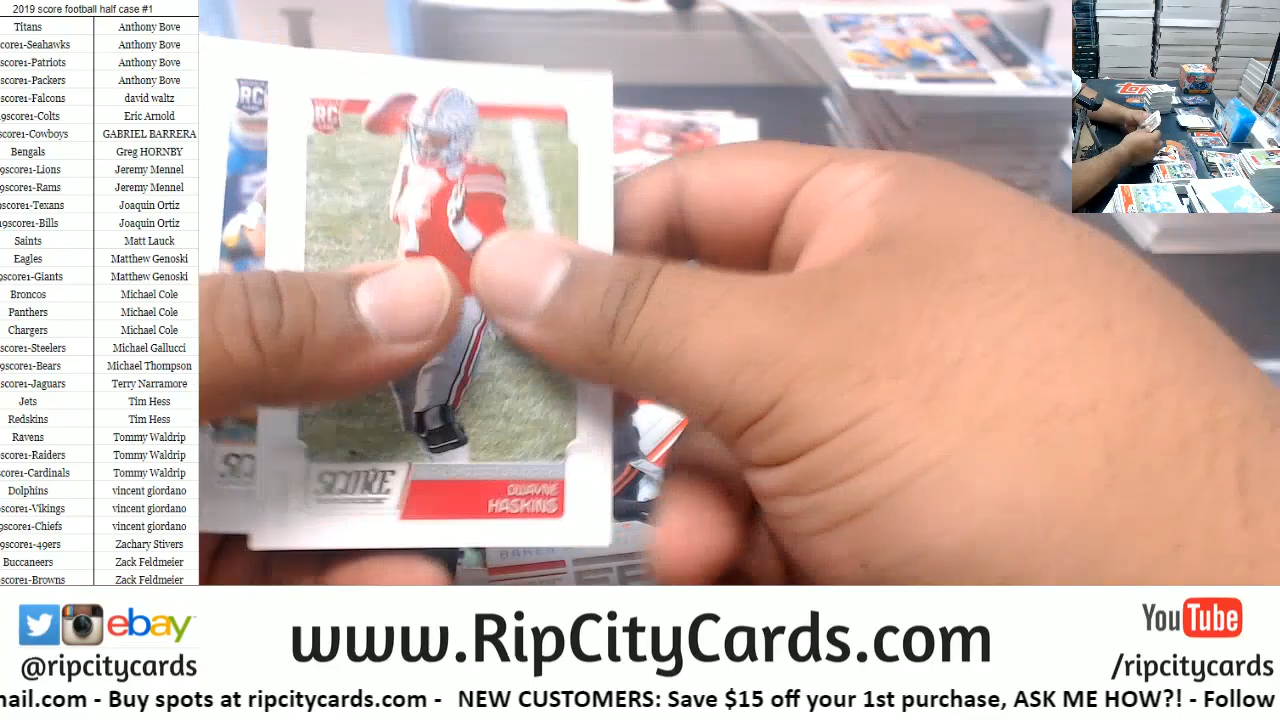 2019 score football half case #1
Titans Anthony Bove
core1-Seahawks Anthony Bove
score1-Patriots Anthony Bove
score1-Packers Anthony Bove
score1-Falcons david waltz
9score1-Colts Eric Arnold
core1-Cowboys GABRIEL BARRERA
Bengals Greg HORNBY
9score1-Lions Jeremy Mennel
9score1-Rams Jeremy Mennel
score1-Texans Joaquin Ortiz
19score1-Bills Joaquin Ortiz
Saints Matt Lauck
Eagles Matthew Genoski
9score1-Giants Matthew Genoski
Broncos Michael Cole
Panthers Michael Cole
Chargers Michael Cole
score1-Steelers Michael Gallucci
9score1-Bears Michael Thompson
score1-Jaguars Terry Narramore
Jets Tim Hess
Redskins Tim Hess
Ravens Tommy Waldrip
score1-Raiders Tommy Waldrip
core1-Cardinals Tommy Waldrip
Dolphins vincent giordano
score1-Vikings vincent giordano
score1-Chiefs vincent giordano
9score1-49ers Zachary Stivers
Buccaneers Zack Feldmeier
score1-Browns Zack Feldmeier
RC
RC
SCORE
DWAYNE
HASKINS
SC
BAKER
ebay
@ripcitycards
www.RipCityCards.com
YouTube
/ripcitycards
mail.com - Buy spots at ripcitycards.com - NEW CUSTOMERS: Save $15 off your 1st purchase, ASK ME HOW?! - Follow